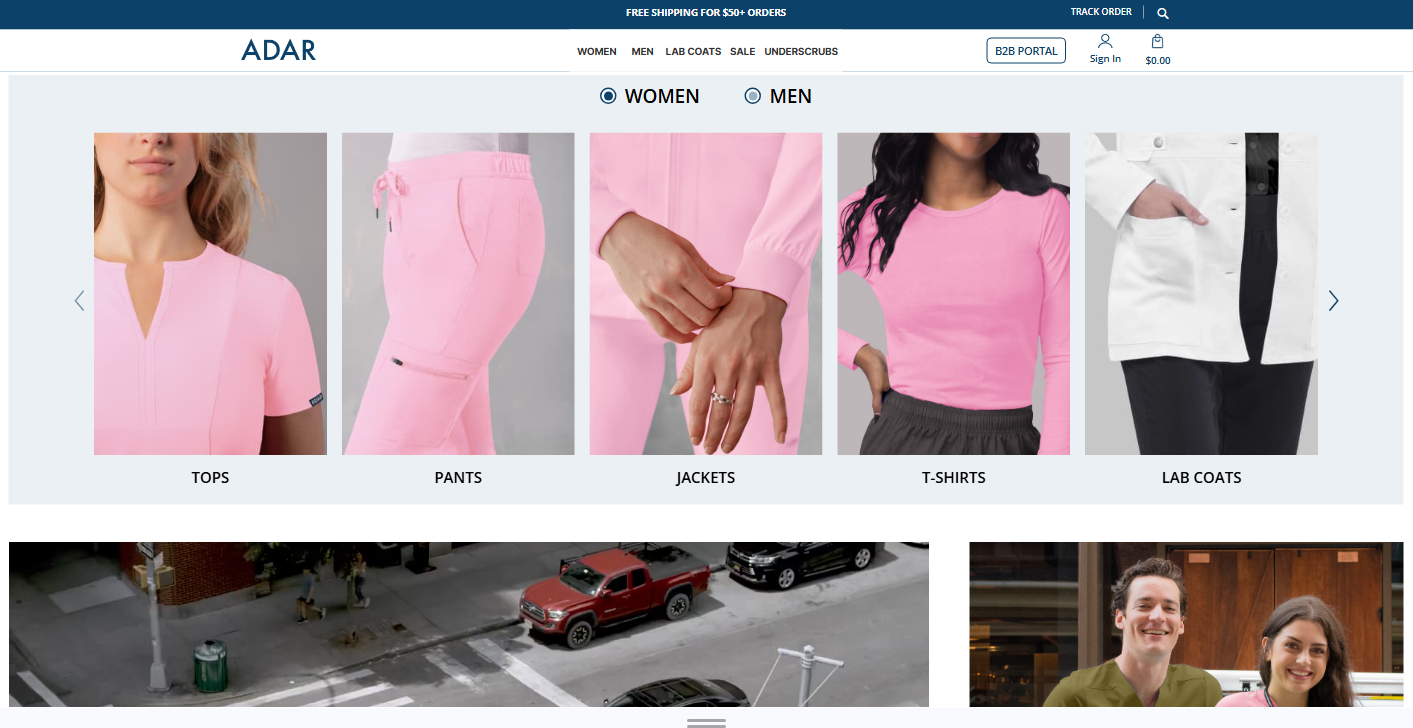 FREE SHIPPING FOR $50+ ORDERS
TRACK ORDER
ADAR
WOMEN MEN LAB COATS SALE UNDERSCRUBS
B2B PORTAL
Sign In
$0.00
WOMEN MEN
ADAR
TOPS
PANTS
JACKETS
T-SHIRTS
LAB COATS